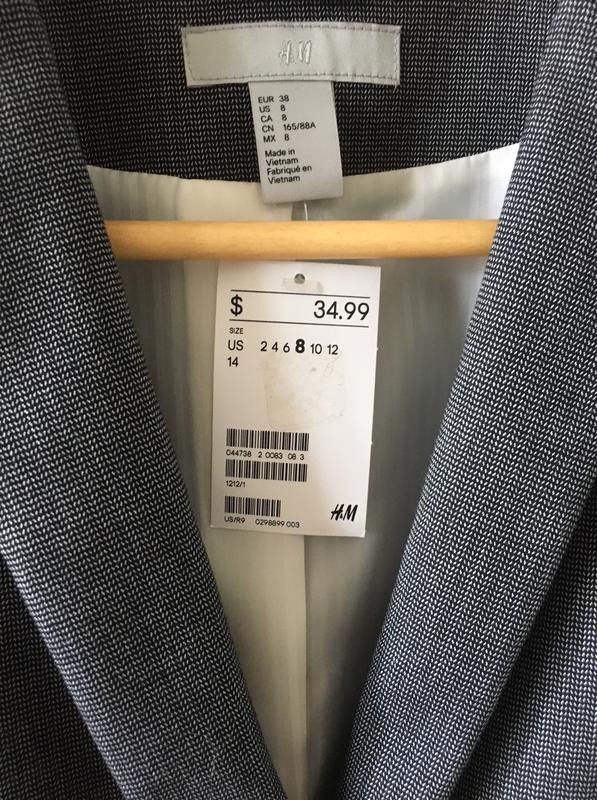 H&M
EUR 38
US 8
CA 8
CN 165/88A
MX 8
Made in
Vietnam
Fabriqué en
Vietnam
$ 34.99
SIZE
US 2 4 6 8 10 12
14
044738 2 0083 08 3
1212/1
US/R9 0298899 003
H&M